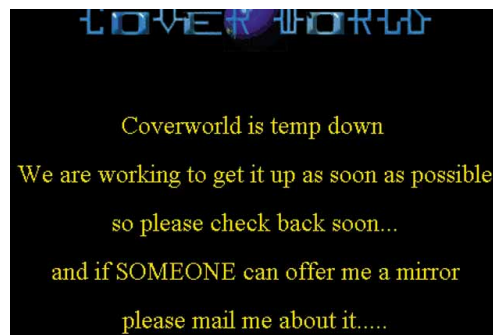 COVERWORLD
Coverworld is temp down
We are working to get it up as soon as possible
so please check back soon...
and if SOMEONE can offer me a mirror
please mail me about it.....